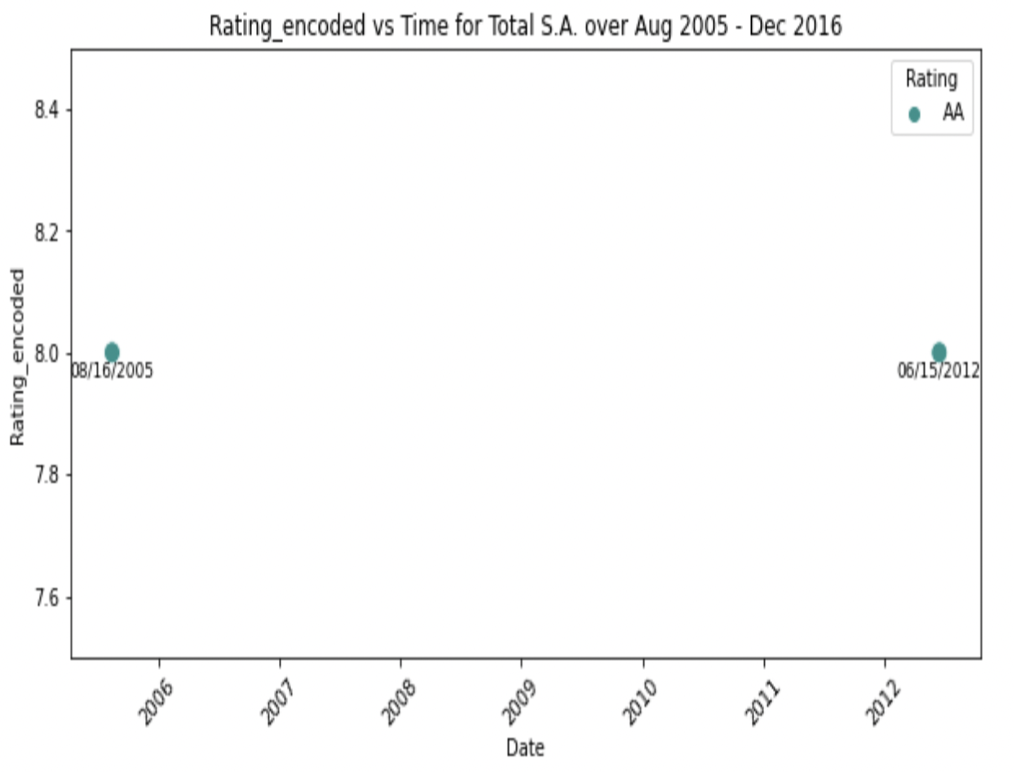 Rating_encoded vs Time for Total S.A. over Aug 2005 - Dec 2016
Rating
AA
8.4
8.2
8.0
7.8
7.6
Rating_encoded
08/16/2005
06/15/2012
2006
2007
2008
2009
2010
2011
2012
Date